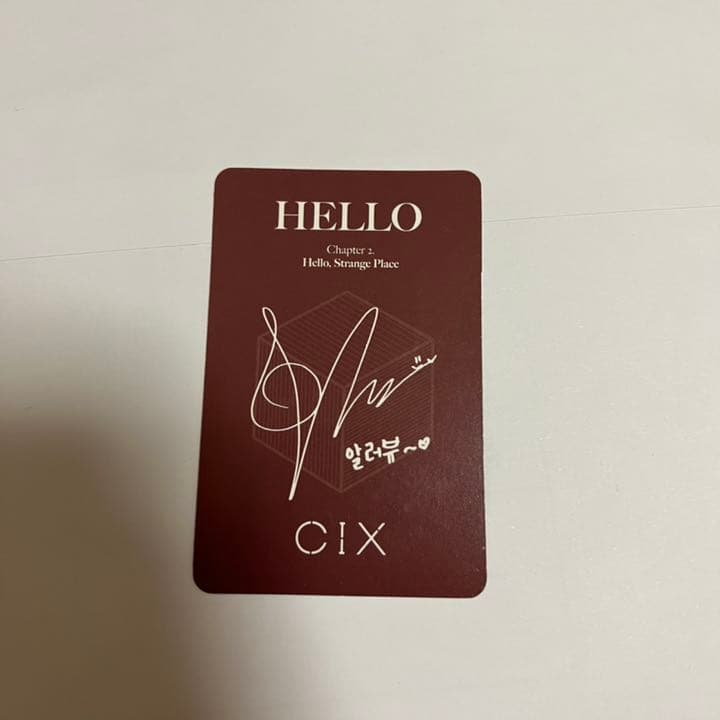 HELLO
Chapter 2.
Hello, Strange Place
알러뷰~♡
CIX